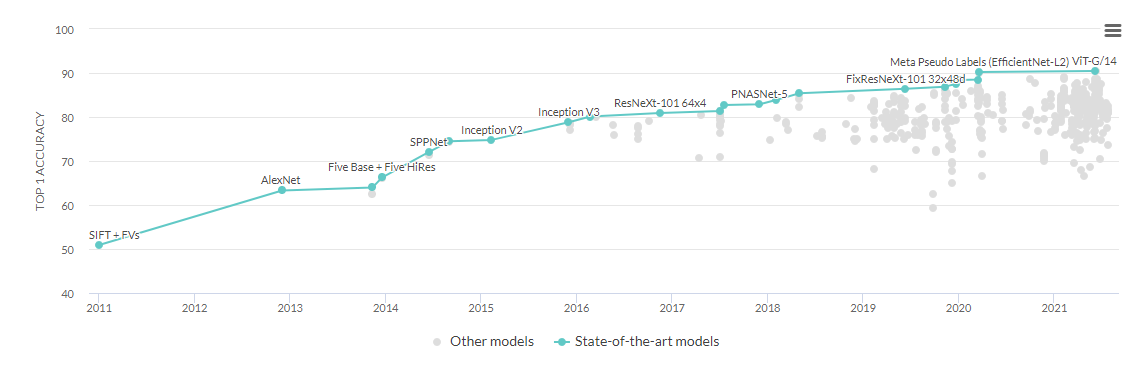 100
90
80
70
60
50
40
TOP 1 ACCURACY
SIFT + FVs
AlexNet
Five Base + Five HiRes
SPPNet
Inception V2
Inception V3
ResNeXt-101 64x4
PNASNet-5
FixResNeXt-101 32x48d
Meta Pseudo Labels (EfficientNet-L2)
ViT-G/14
2011 2012 2013 2014 2015 2016 2017 2018 2019 2020 2021
Other models State-of-the-art models